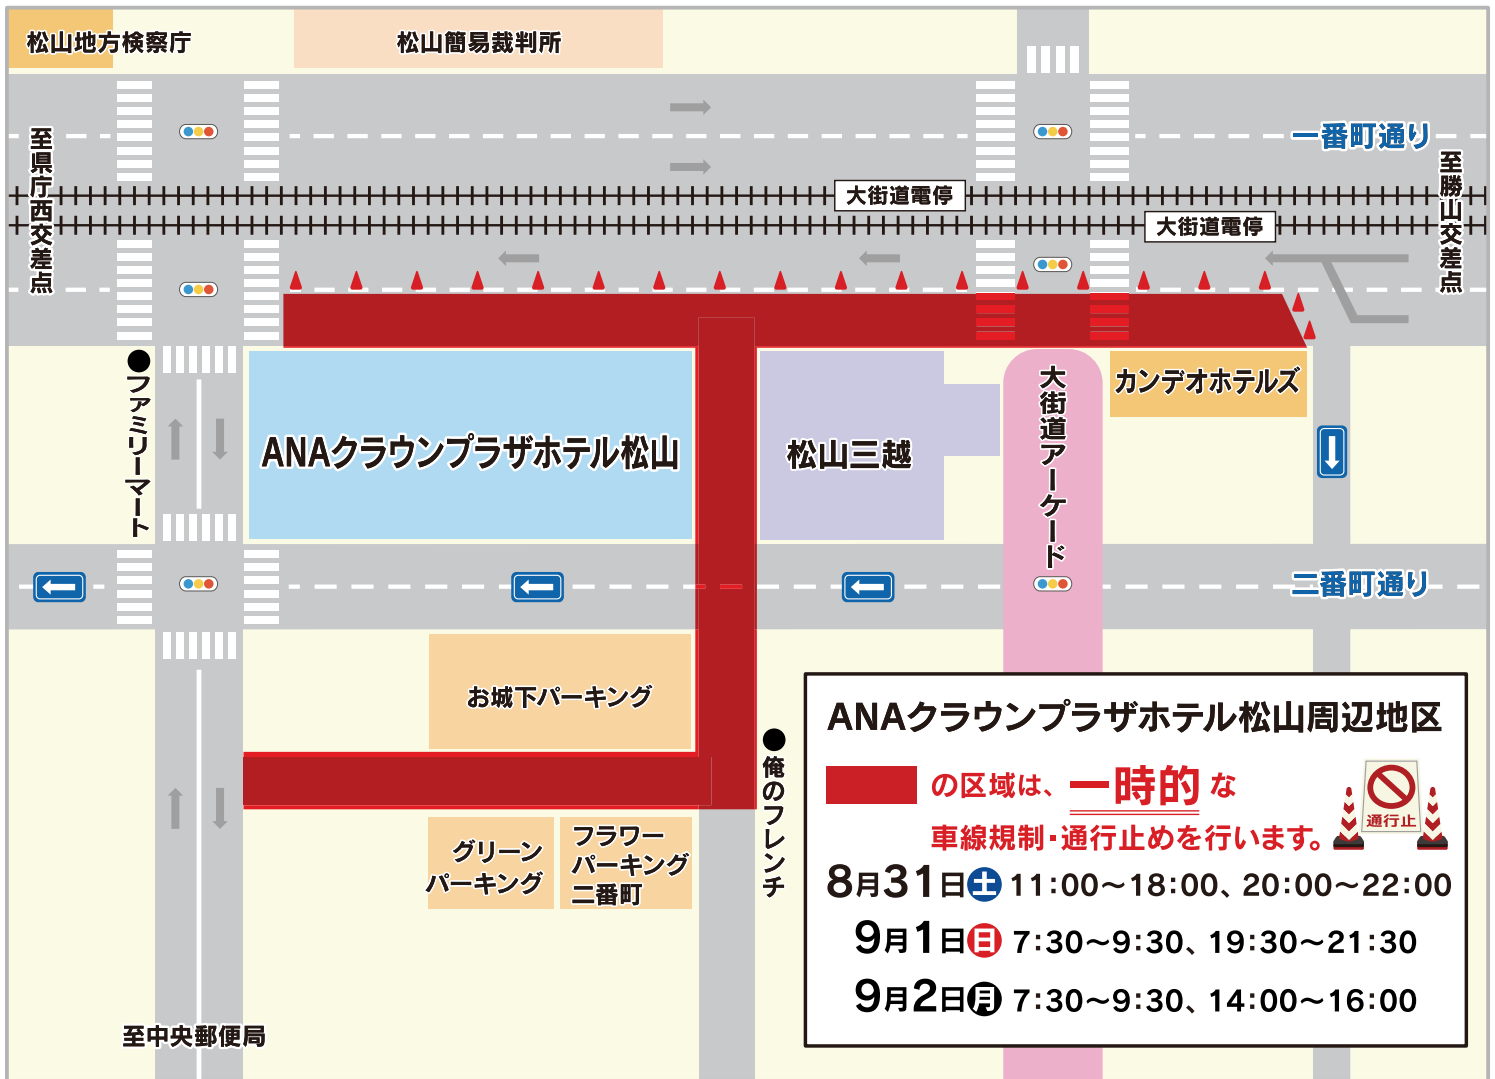 松山地方検察庁
松山簡易裁判所
至県庁西交差点
一番町通り
至勝山交差点
大街道電停
大街道電停
ファミリーマート
ANAクラウンプラザホテル松山
松山三越
大街道アーケード
カンデオホテルズ
二番町通り
お城下パーキング
俺のフレンチ
グリーン
パーキング
フラワー
パーキング
二番町
至中央郵便局
ANAクラウンプラザホテル松山周辺地区
の区域は、一時的な
車線規制・通行止めを行います。
通行止
8月31日土 11:00～18:00、20:00～22:00
9月1日日 7:30～9:30、19:30～21:30
9月2日月 7:30～9:30、14:00～16:00